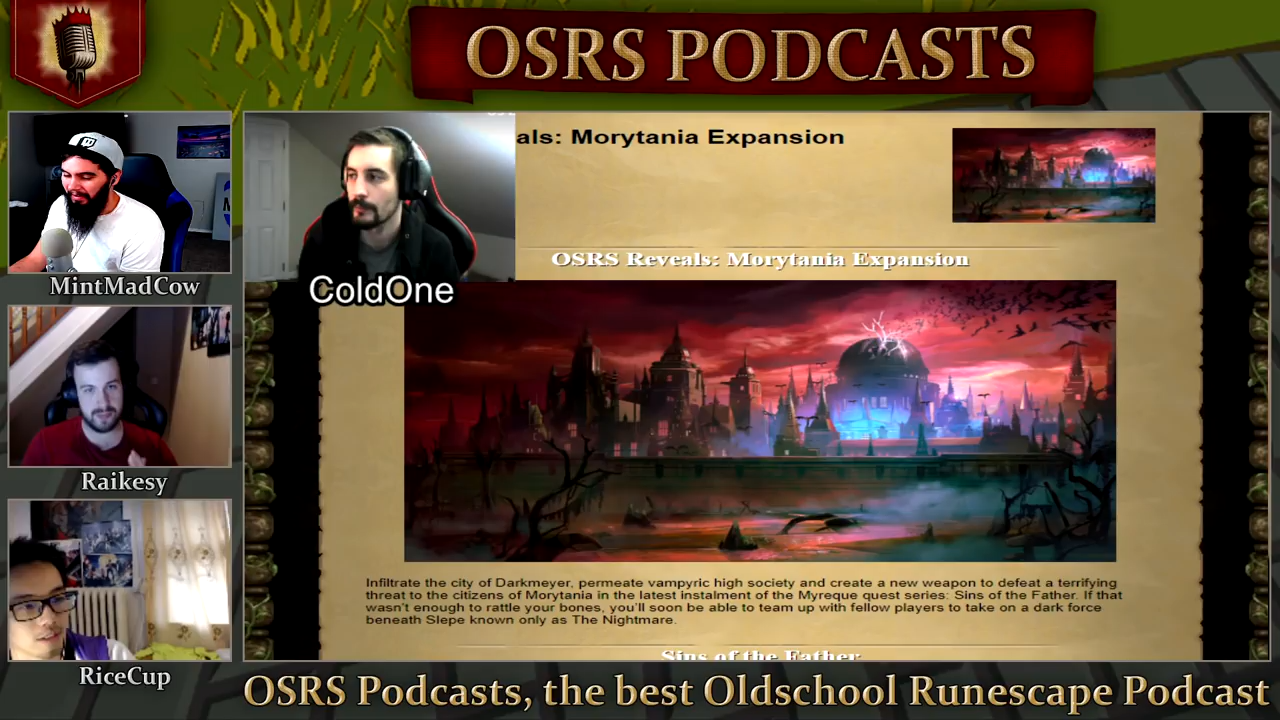 OSRS PODCASTS
als: Morytania Expansion
OSRS Reveals: Morytania Expansion
ColdOne
MintMadCow
Raikesy
RiceCup
Infiltrate the city of Darkmeyer, permeate vampyric high society and create a new weapon to defeat a terrifying
threat to the citizens of Morytania in the latest instalment of the Myreque quest series: Sins of the Father. If that
wasn't enough to rattle your bones, you'll soon be able to team up with fellow players to take on a dark force
beneath Slepe known only as The Nightmare.
Sins of the Father
OSRS Podcasts, the best Oldschool Runescape Podcast